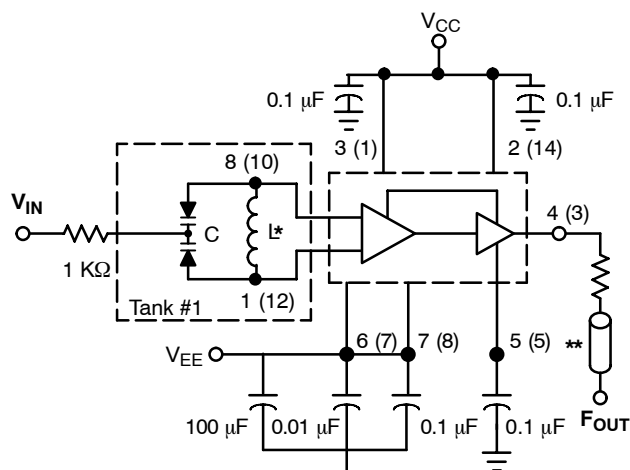 VCC
0.1 μF
0.1 μF
3 (1)
2 (14)
8 (10)
VIN
4 (3)
C
L*
1 KΩ
1 (12)
Tank #1
VEE
6 (7)
7 (8)
5 (5)
**
100 μF
0.01 μF
0.1 μF
0.1 μF
FOUT